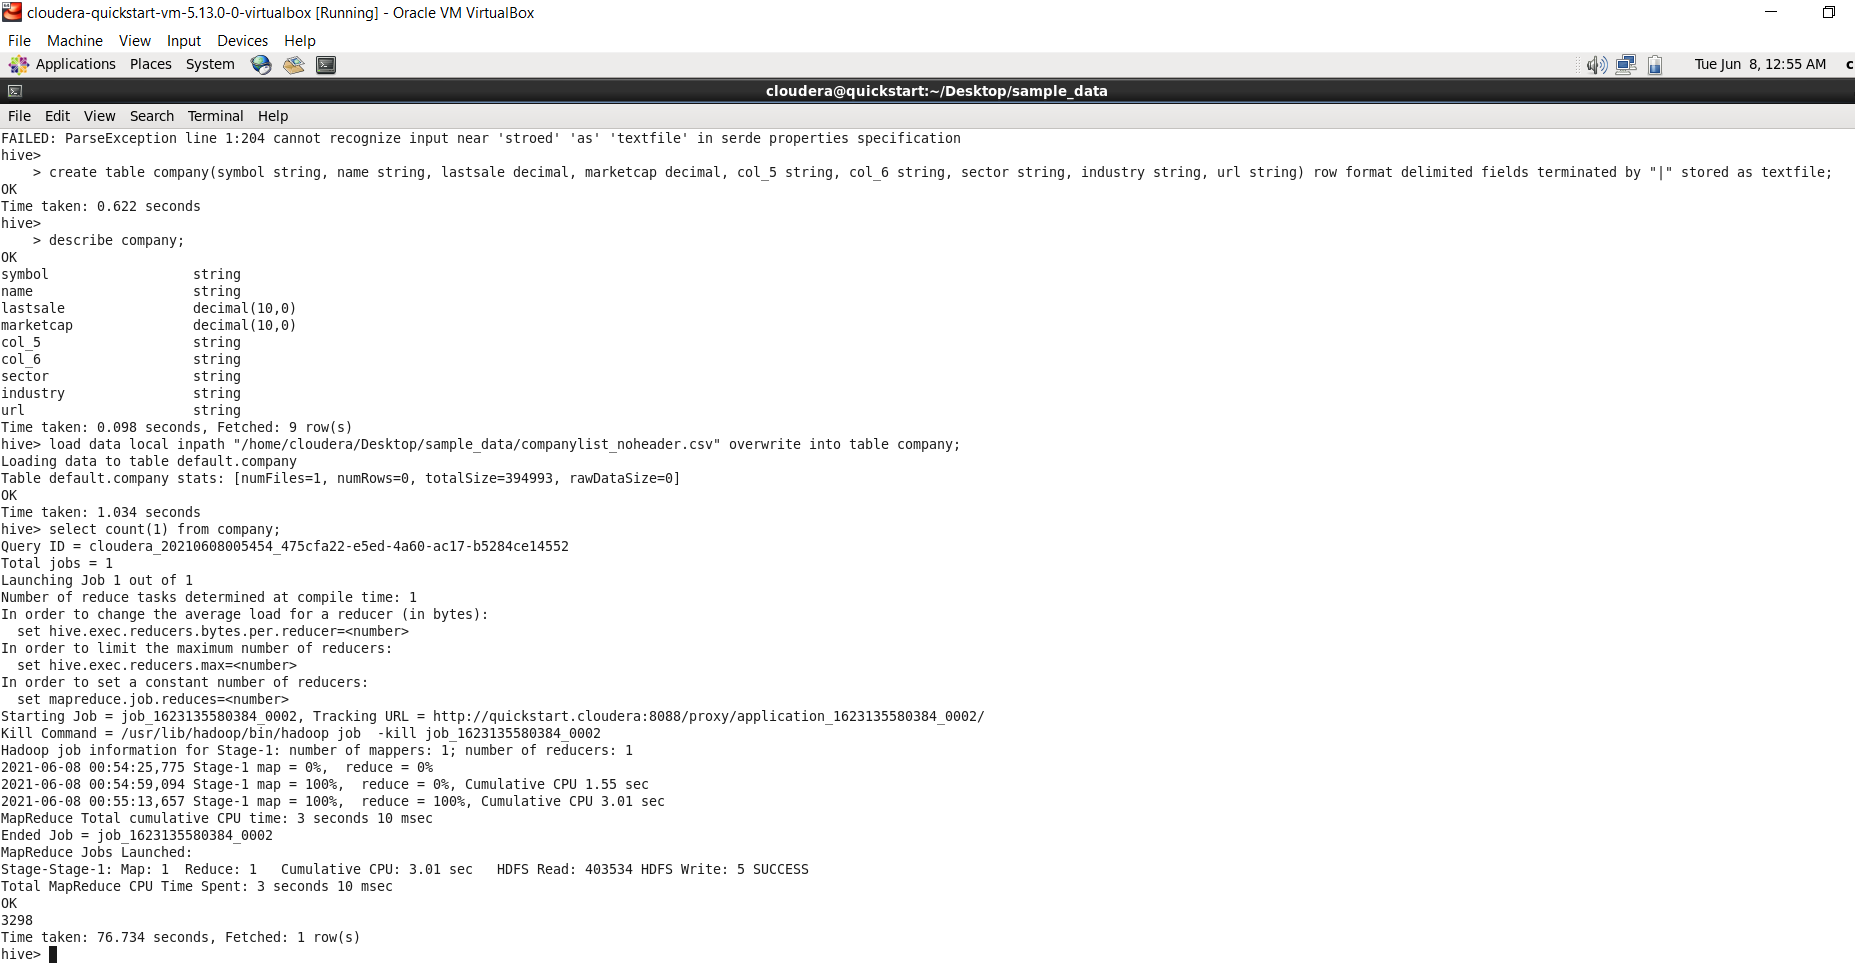 cloudera-quickstart-vm-5.13.0-0-virtualbox [Running] - Oracle VM VirtualBox
File Machine View Input Devices Help
Applications Places System Tue Jun 8, 12:55 AM c
cloudera@quickstart:~/Desktop/sample_data
File Edit View Search Terminal Help
FAILED: ParseException line 1:204 cannot recognize input near 'stroed' 'as' 'textfile' in serde properties specification
hive>
    > create table company(symbol string, name string, lastsale decimal, marketcap decimal, col_5 string, col_6 string, sector string, industry string, url string) row format delimited fields terminated by "|" stored as textfile;
OK
Time taken: 0.622 seconds
hive>
    > describe company;
OK
symbol                  string
name                    string
lastsale                decimal(10,0)
marketcap               decimal(10,0)
col_5                   string
col_6                   string
sector                  string
industry                string
url                     string
Time taken: 0.098 seconds, Fetched: 9 row(s)
hive> load data local inpath "/home/cloudera/Desktop/sample_data/companylist_noheader.csv" overwrite into table company;
Loading data to table default.company
Table default.company stats: [numFiles=1, numRows=0, totalSize=394993, rawDataSize=0]
OK
Time taken: 1.034 seconds
hive> select count(1) from company;
Query ID = cloudera_20210608005454_475cfa22-e5ed-4a60-ac17-b5284ce14552
Total jobs = 1
Launching Job 1 out of 1
Number of reduce tasks determined at compile time: 1
In order to change the average load for a reducer (in bytes):
  set hive.exec.reducers.bytes.per.reducer=<number>
In order to limit the maximum number of reducers:
  set hive.exec.reducers.max=<number>
In order to set a constant number of reducers:
  set mapreduce.job.reduces=<number>
Starting Job = job_1623135580384_0002, Tracking URL = http://quickstart.cloudera:8088/proxy/application_1623135580384_0002/
Kill Command = /usr/lib/hadoop/bin/hadoop job  -kill job_1623135580384_0002
Hadoop job information for Stage-1: number of mappers: 1; number of reducers: 1
2021-06-08 00:54:25,775 Stage-1 map = 0%,  reduce = 0%
2021-06-08 00:54:59,094 Stage-1 map = 100%,  reduce = 0%, Cumulative CPU 1.55 sec
2021-06-08 00:55:13,657 Stage-1 map = 100%,  reduce = 100%, Cumulative CPU 3.01 sec
MapReduce Total cumulative CPU time: 3 seconds 10 msec
Ended Job = job_1623135580384_0002
MapReduce Jobs Launched:
Stage-Stage-1: Map: 1  Reduce: 1   Cumulative CPU: 3.01 sec   HDFS Read: 403534 HDFS Write: 5 SUCCESS
Total MapReduce CPU Time Spent: 3 seconds 10 msec
OK
3298
Time taken: 76.734 seconds, Fetched: 1 row(s)
hive>